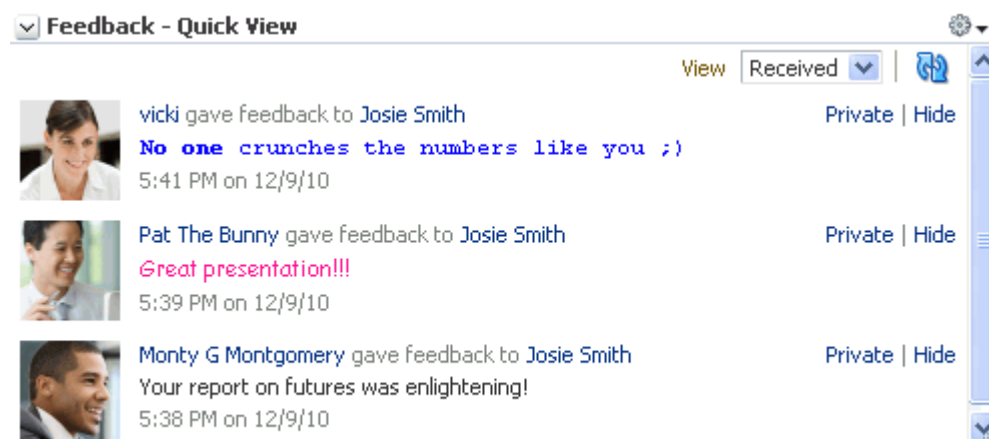 Feedback - Quick View
View Received
vicki gave feedback to Josie Smith Private | Hide
No one crunches the numbers like you ;)
5:41 PM on 12/9/10
Pat The Bunny gave feedback to Josie Smith Private | Hide
Great presentation!!!
5:39 PM on 12/9/10
Monty G Montgomery gave feedback to Josie Smith Private | Hide
Your report on futures was enlightening!
5:38 PM on 12/9/10